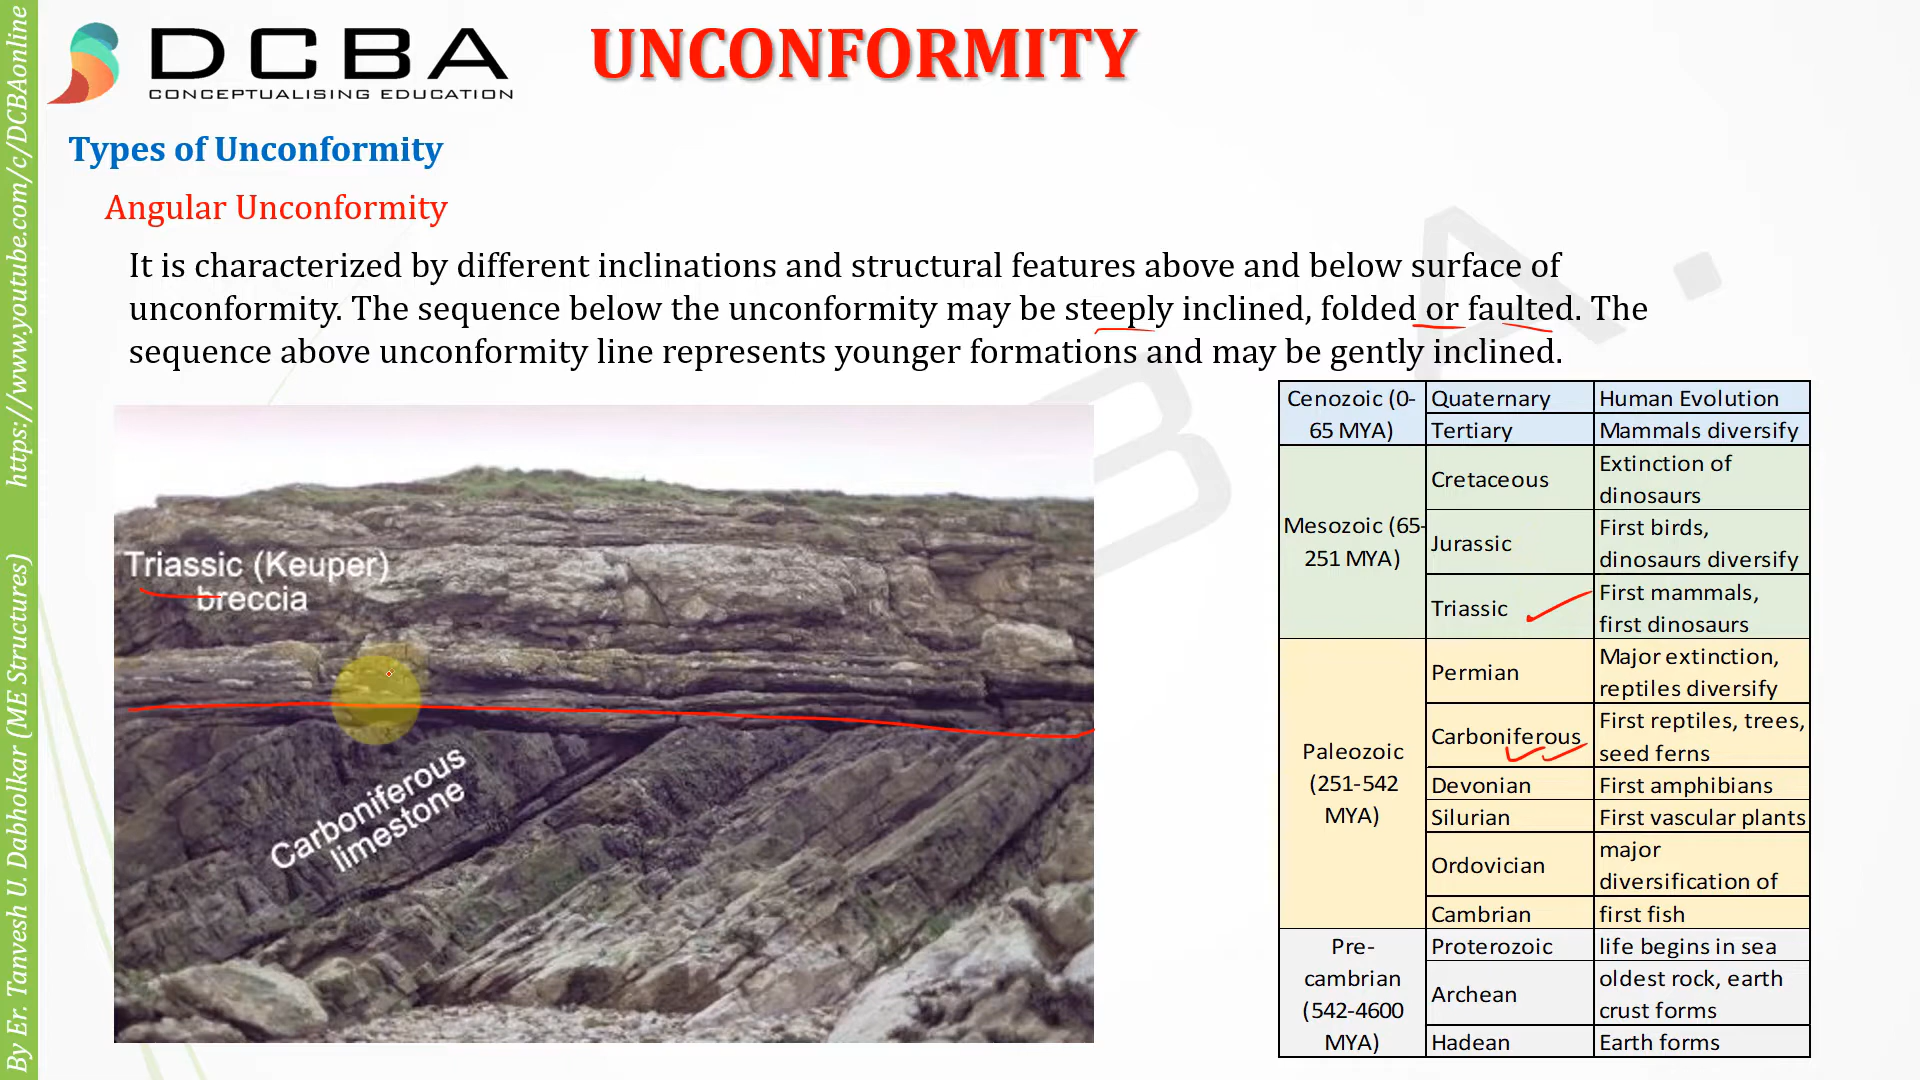 DCBA
CONCEPTUALISING EDUCATION
UNCONFORMITY
By Er. Tanvesh U. Dabholkar (ME Structures) https://www.youtube.com/c/DCBAonline
Types of Unconformity
Angular Unconformity
It is characterized by different inclinations and structural features above and below surface of
unconformity. The sequence below the unconformity may be steeply inclined, folded or faulted. The
sequence above unconformity line represents younger formations and may be gently inclined.
Triassic (Keuper)
breccia
Carboniferous
limestone
Cenozoic (0-
65 MYA)
Quaternary
Human Evolution
Tertiary
Mammals diversify
Mesozoic (65-
251 MYA)
Cretaceous
Extinction of
dinosaurs
Jurassic
First birds,
dinosaurs diversify
Triassic
First mammals,
first dinosaurs
Paleozoic
(251-542
MYA)
Permian
Major extinction,
reptiles diversify
Carboniferous
First reptiles, trees,
seed ferns
Devonian
First amphibians
Silurian
First vascular plants
Ordovician
major
diversification of
Cambrian
first fish
Pre-
cambrian
(542-4600
MYA)
Proterozoic
life begins in sea
Archean
oldest rock, earth
crust forms
Hadean
Earth forms
B A .